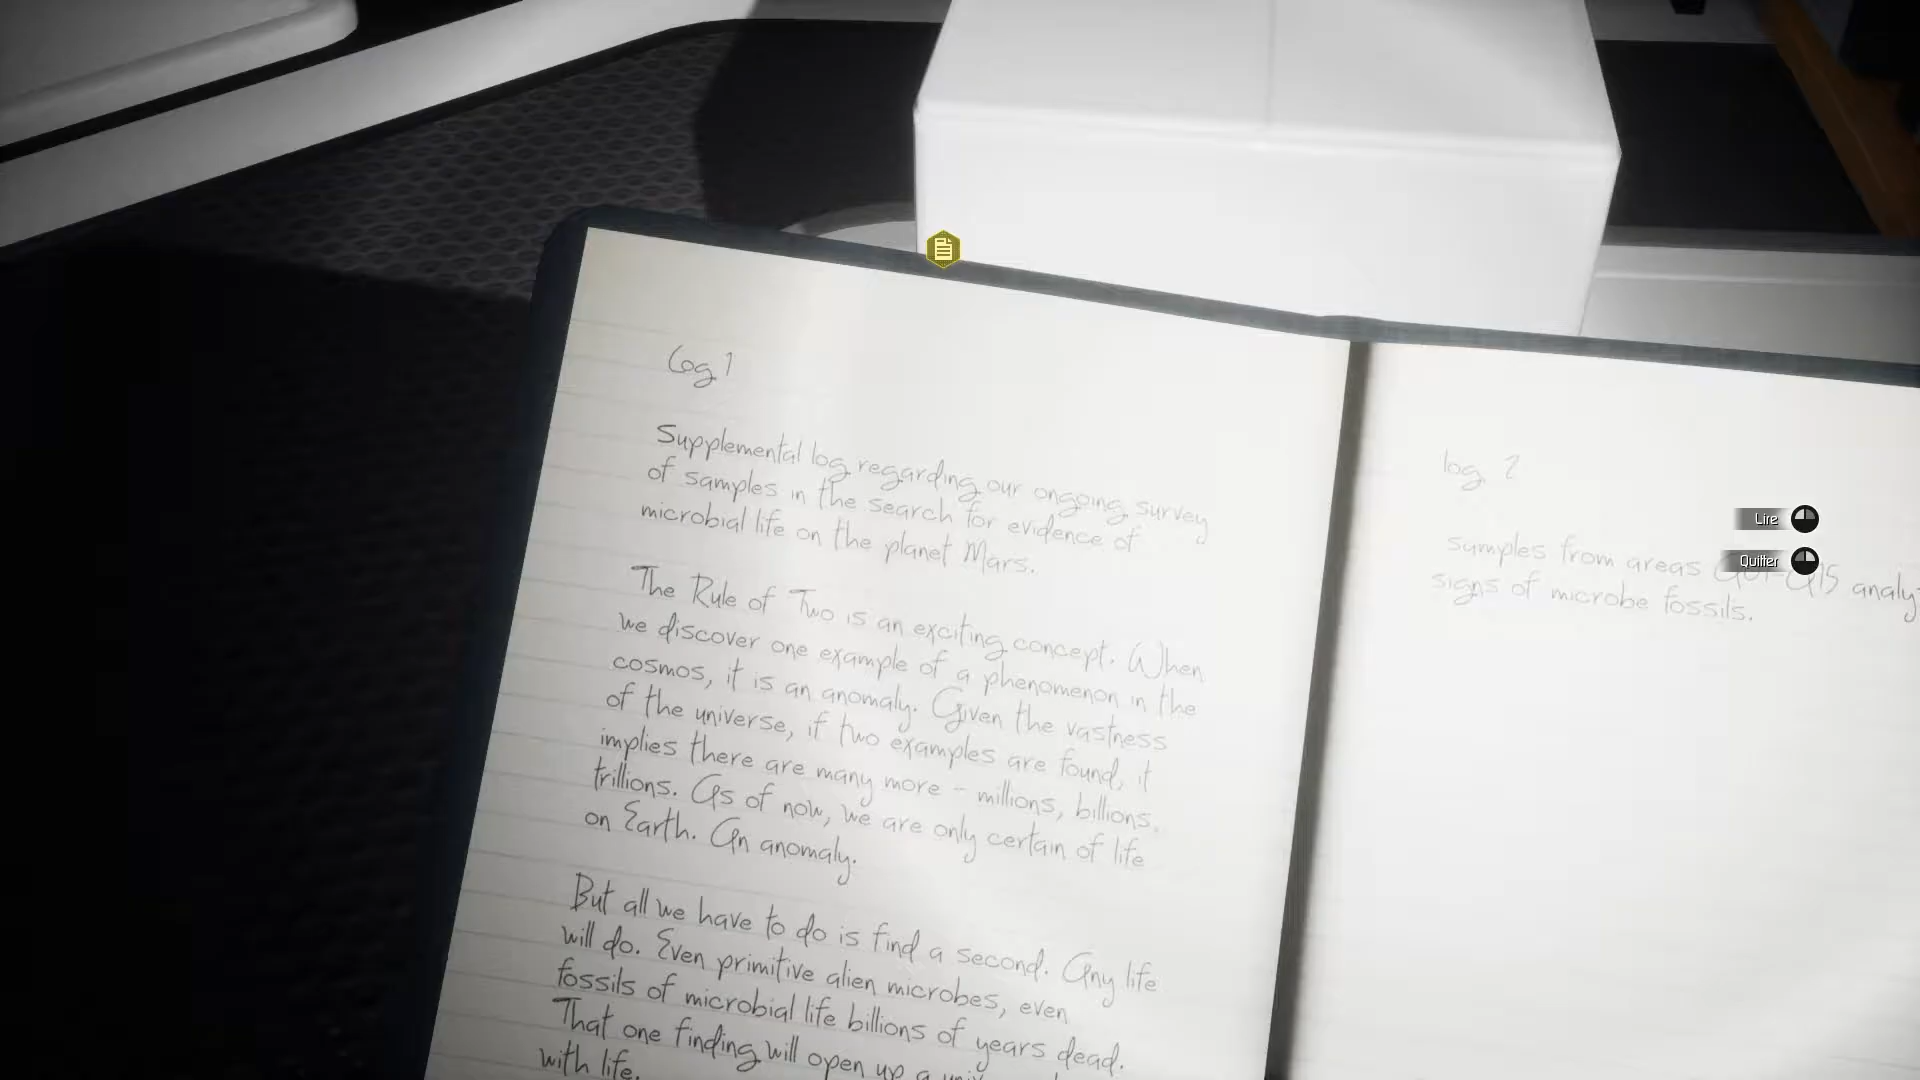 Log 1
Supplemental log regarding our ongoing survey
of samples in the search for evidence of
microbial life on the planet Mars.
The Rule of Two is an exciting concept. When
we discover one example of a phenomenon in the
cosmos, it is an anomaly. Given the vastness
of the universe, if two examples are found, it
implies there are many more - millions, billions,
trillions. As of now, we are only certain of life
on Earth. An anomaly.
But all we have to do is find a second. Any life
will do. Even primitive alien microbes, even
fossils of microbial life billions of years dead.
That one finding will open up a
with life.
log 2
samples from areas
signs of microbe fossils.
Lire
Quitter